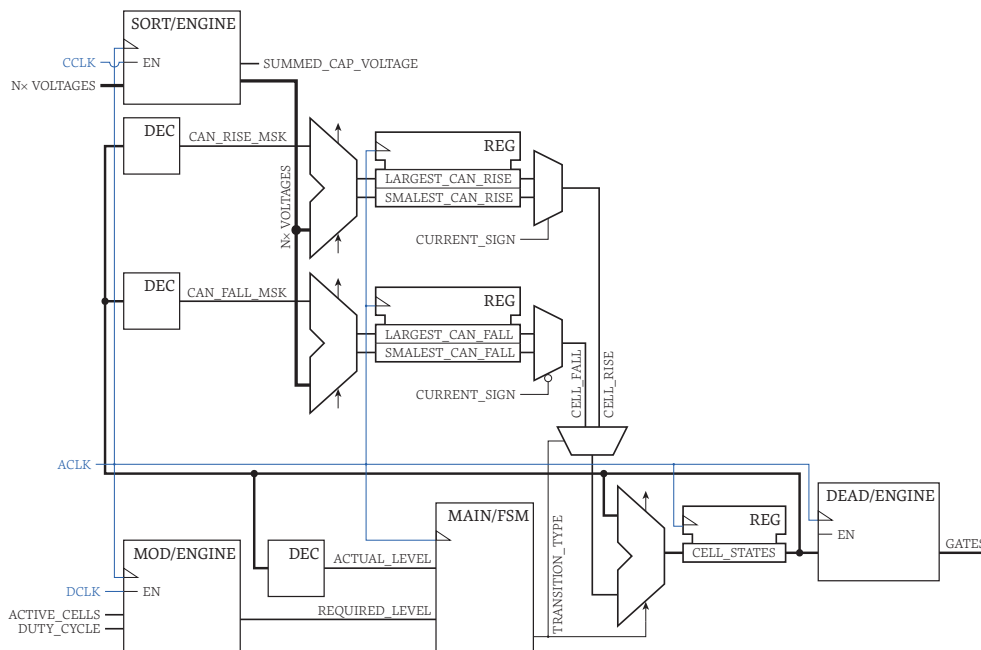 SORT/ENGINE
CCLK
EN
SUMMED_CAP_VOLTAGE
N× VOLTAGES
DEC
CAN_RISE_MSK
REG
LARGEST_CAN_RISE
SMALEST_CAN_RISE
N× VOLTAGES
CURRENT_SIGN
DEC
CAN_FALL_MSK
REG
LARGEST_CAN_FALL
SMALEST_CAN_FALL
CURRENT_SIGN
CELL_FALL
CELL_RISE
ACLK
DEAD/ENGINE
MAIN/FSM
REG
EN
GATES
CELL_STATES
TRANSITION_TYPE
MOD/ENGINE
DEC
ACTUAL_LEVEL
DCLK
EN
REQUIRED_LEVEL
ACTIVE_CELLS
DUTY_CYCLE